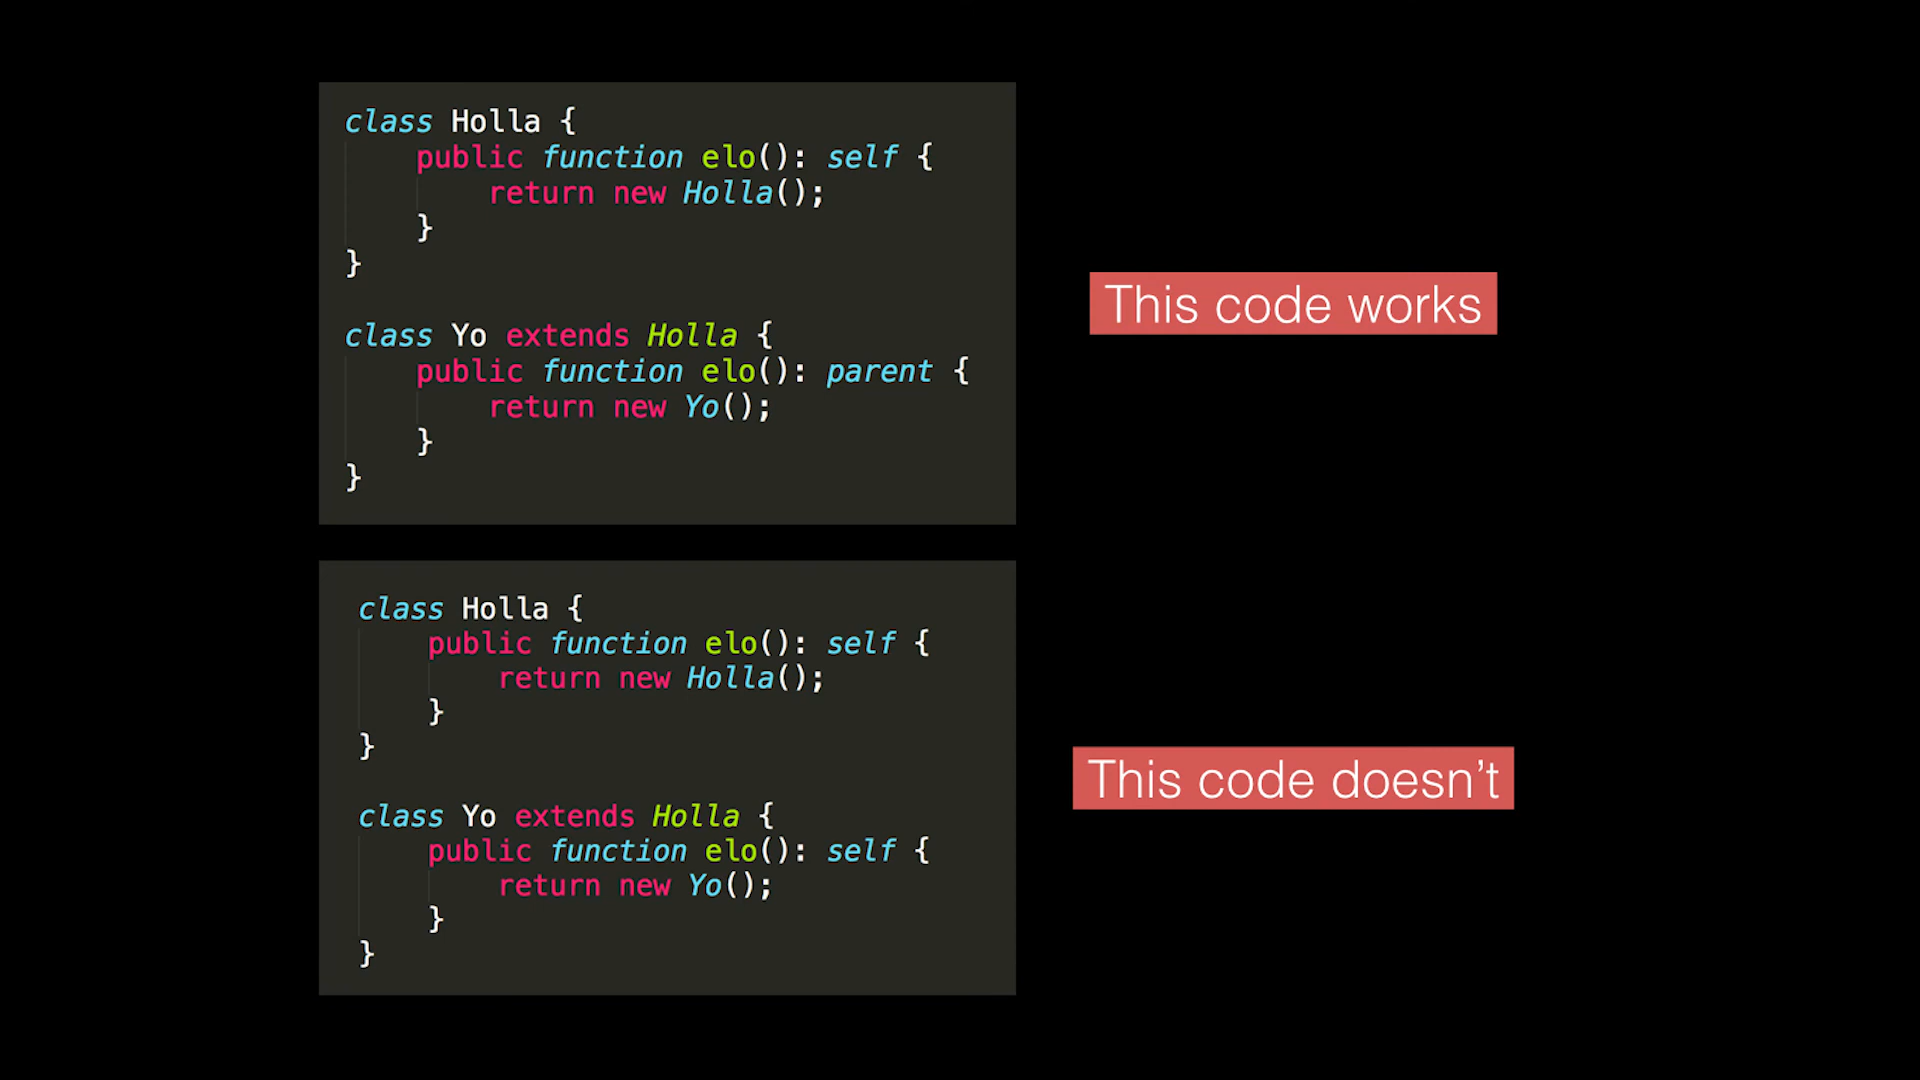 class Holla {
    public function elo(): self {
        return new Holla();
    }
}
class Yo extends Holla {
    public function elo(): parent {
        return new Yo();
    }
}
This code works
class Holla {
    public function elo(): self {
        return new Holla();
    }
}
class Yo extends Holla {
    public function elo(): self {
        return new Yo();
    }
}
This code doesn’t